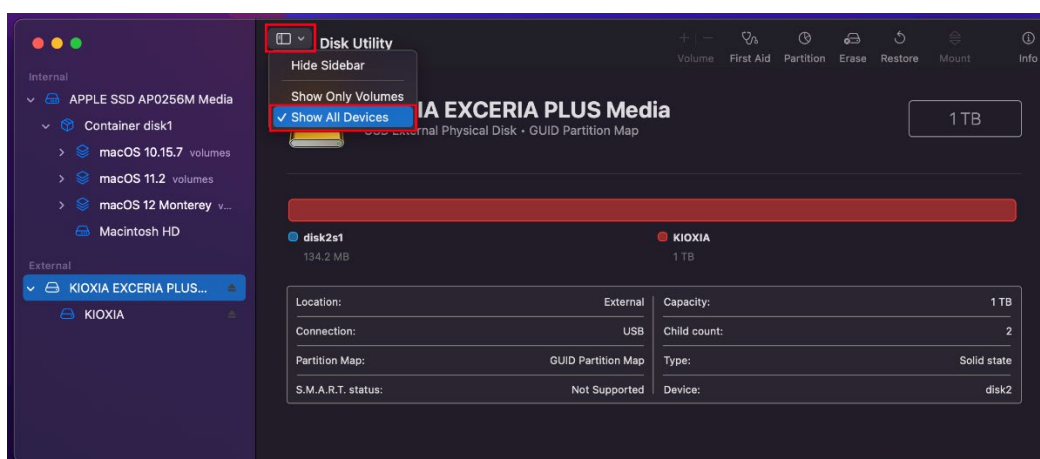 Disk Utility
Volume First Aid Partition Erase Restore Mount Info
Hide Sidebar
Show Only Volumes
Show All Devices
Internal
APPLE SSD AP0256M Media
Container disk1
macOS 10.15.7 volumes
macOS 11.2 volumes
macOS 12 Monterey v...
Macintosh HD
External
KIOXIA EXCERIA PLUS...
KIOXIA
IA EXCERIA PLUS Media
External Physical Disk • GUID Partition Map
1 TB
disk2s1
134.2 MB
KIOXIA
1 TB
Location: External
Connection: USB
Partition Map: GUID Partition Map
S.M.A.R.T. status: Not Supported
Capacity: 1 TB
Child count: 2
Type: Solid state
Device: disk2